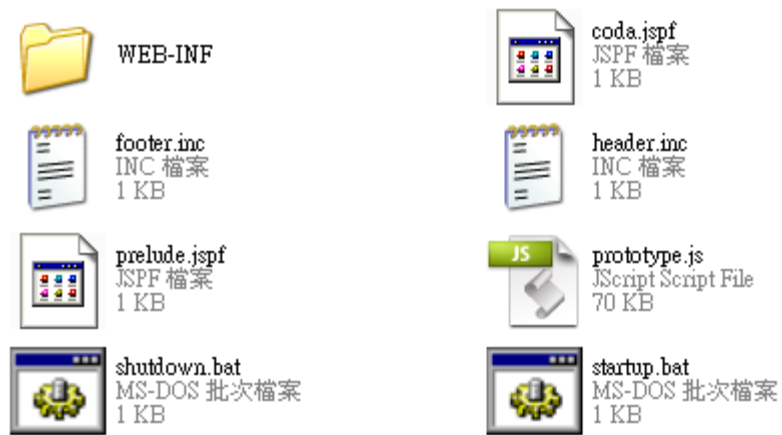 WEB-INF
coda.jspf
JSPF 檔案
1 KB
footer.inc
INC 檔案
1 KB
header.inc
INC 檔案
1 KB
prelude.jspf
JSPF 檔案
1 KB
JS
prototype.js
JScript Script File
70 KB
shutdown.bat
MS-DOS 批次檔案
1 KB
startup.bat
MS-DOS 批次檔案
1 KB